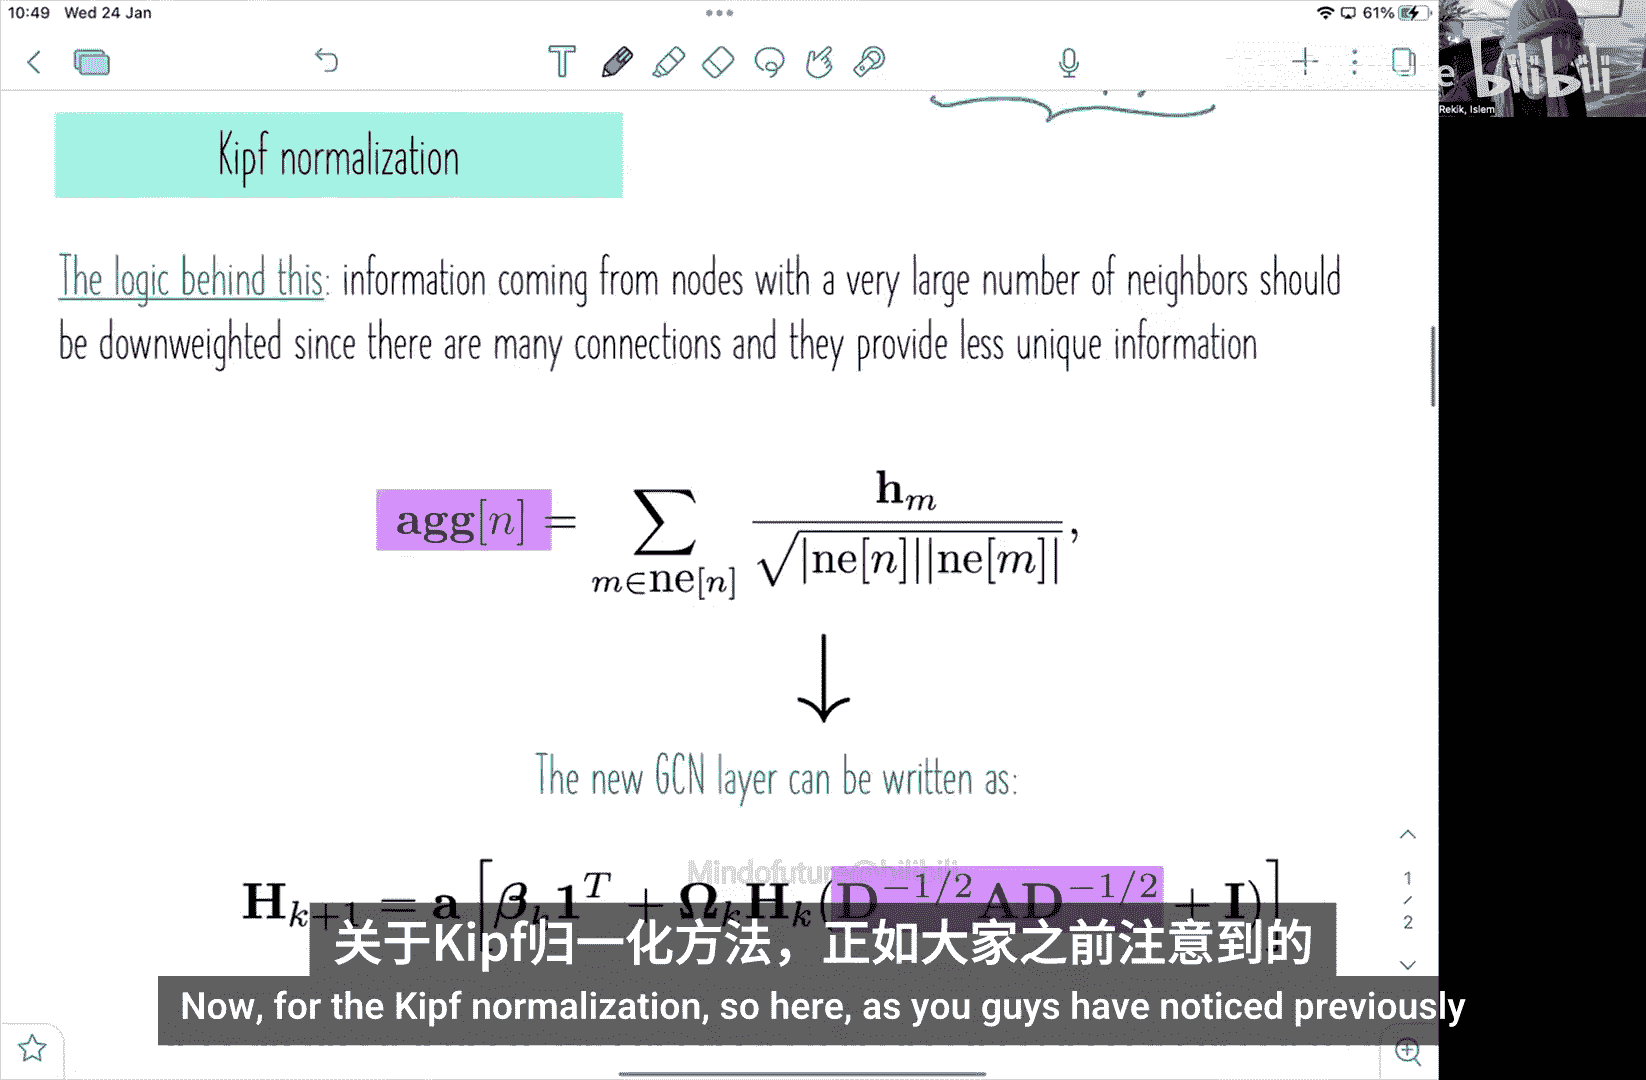 10:49 Wed 24 Jan
61%
bilibili
Rekik, Islem
Kipf normalization
The logic behind this: information coming from nodes with a very large number of neighbors should
be downweighted since there are many connections and they provide less unique information
agg[n] = ∑_{m∈ne[n]} h_m / √(|ne[n]||ne[m]|),
The new GCN layer can be written as:
Mindofuture@bilibili
H_{k+1} = a [β_k 1^T + Ω_k H_k (D^{-1/2} A D^{-1/2} + I)]
1
/
2
关于Kipf归一化方法，正如大家之前注意到的
Now, for the Kipf normalization, so here, as you guys have noticed previously